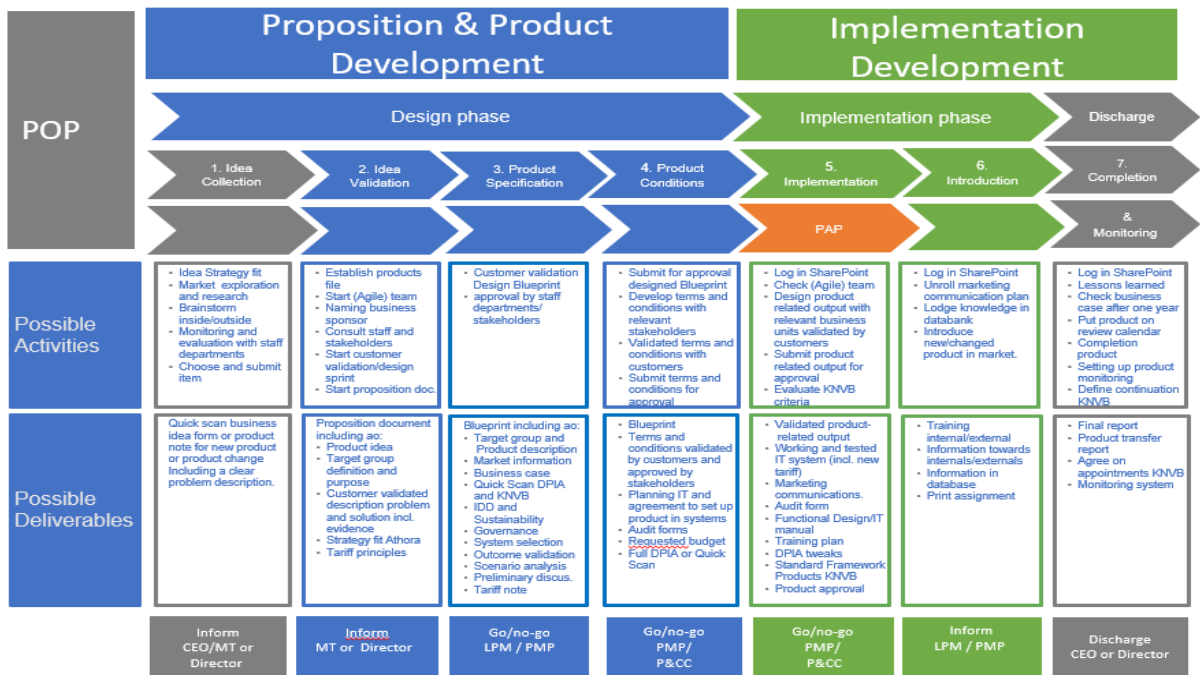 POP
Proposition & Product
Development
Implementation
Development
Design phase
Implementation phase
Discharge
1. Idea
Collection
2. Idea
Validation
3. Product
Specification
4. Product
Conditions
5.
Implementation
6.
Introduction
7.
Completion
PAP
&
Monitoring
Possible
Activities
- Idea Strategy fit
- Market exploration
and research
- Brainstorm
inside/outside
- Monitoring and
evaluation with staff
departments
- Choose and submit
item
- Establish products
file
- Start (Agile) team
- Naming business
sponsor
- Consult staff and
stakeholders
- Start customer
validation/design
sprint
- Start proposition doc.
- Customer validation
Design Blueprint
- approval by staff
departments/
stakeholders
- Submit for approval
designed Blueprint
- Develop terms and
conditions with
relevant
stakeholders
- Validated terms and
conditions with
customers
- Submit terms and
conditions for
approval
- Log in SharePoint
- Check (Agile) team
- Design product
related output with
relevant business
units validated by
customers
- Submit product
related output for
approval
- Evaluate KNVB
criteria
- Log in SharePoint
- Unroll marketing
communication plan
- Lodge knowledge in
databank
- Introduce
new/changed
product in market.
- Log in SharePoint
- Lessons learned
- Check business
case after one year
- Put product on
review calendar
- Completion
product
- Setting up product
monitoring
- Define continuation
KNVB
Possible
Deliverables
Quick scan business
idea form or product
note for new product
or product change
Including a clear
problem description.
Proposition document
including ao:
- Product idea
- Target group
definition and
purpose
- Customer validated
description problem
and solution incl.
evidence
- Strategy fit Athora
- Tariff principles
Blueprint including ao:
- Target group and
Product description
- Market information
- Business case
- Quick Scan DPIA
and KNVB
- IDD and
Sustainability
- Governance
- System selection
- Outcome validation
- Scenario analysis
- Preliminary discus.
- Tariff note
- Blueprint
- Terms and
conditions validated
by customers and
approved by
stakeholders
- Planning IT and
agreement to set up
product in systems
- Audit forms
- Requested budget
- Full DPIA or Quick
Scan
- Validated product-
related output
- Working and tested
IT system (incl. new
tariff)
- Marketing
communications.
- Audit form
- Functional Design/IT
manual
- Training plan
- DPIA tweaks
- Standard Framework
Products KNVB
- Product approval
- Training
internal/external
- Information towards
internals/externals
- Information in
database
- Print assignment
- Final report
- Product transfer
report
- Agree on
appointments KNVB
- Monitoring system
Inform
CEO/MT or
Director
Inform
MT or Director
Go/no-go
LPM / PMP
Go/no-go
PMP/
P&CC
Go/no-go
PMP/
P&CC
Inform
LPM / PMP
Discharge
CEO or Director